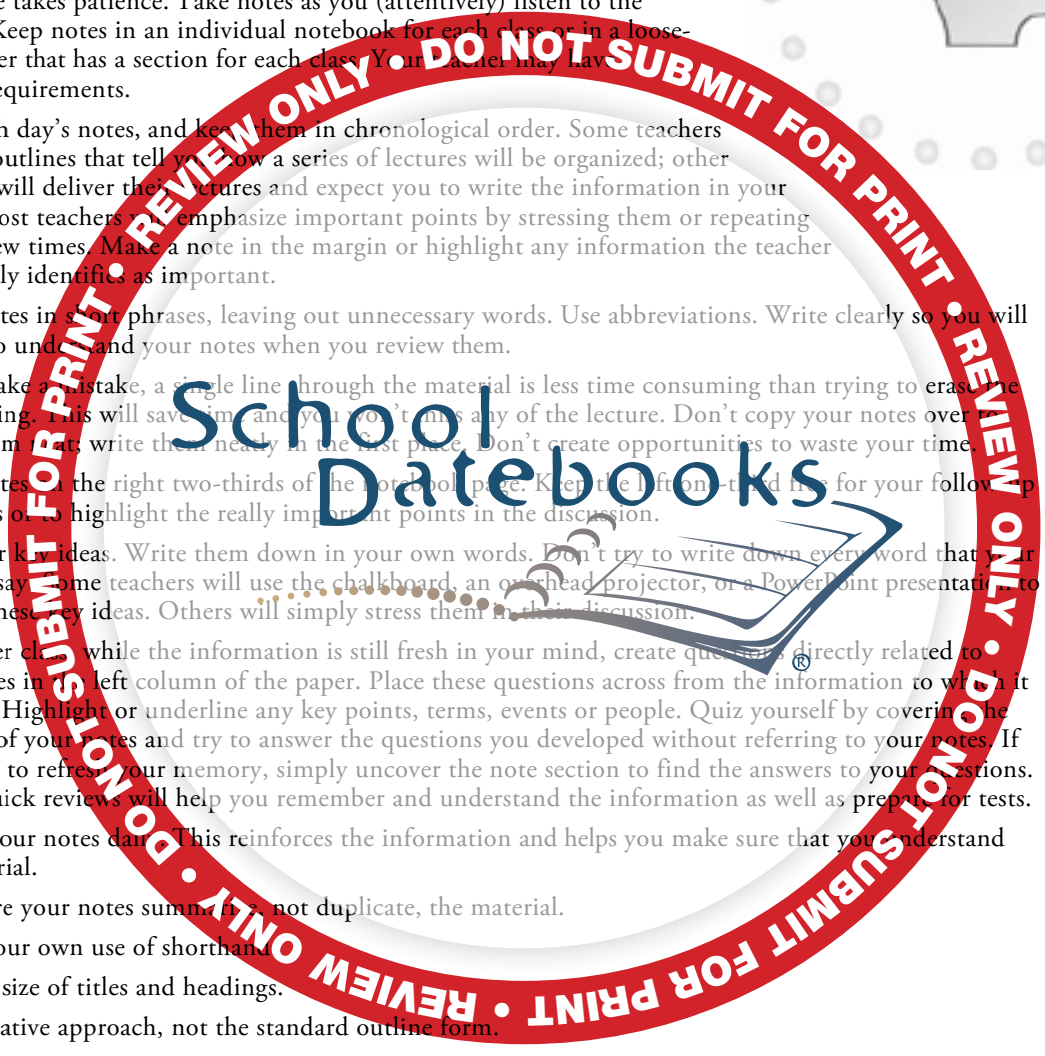 e takes patience. Take notes as you (attentively) listen to the
Keep notes in an individual notebook for each class or in a loose-
er that has a section for each class. Your teacher may have
equirements.
n day's notes, and keep them in chronological order. Some teachers
outlines that tell you how a series of lectures will be organized; other
will deliver their lectures and expect you to write the information in your
ost teachers will emphasize important points by stressing them or repeating
ew times. Make a note in the margin or highlight any information the teacher
ly identifies as important.
tes in short phrases, leaving out unnecessary words. Use abbreviations. Write clearly so you will
o understand your notes when you review them.
ake a mistake, a single line through the material is less time consuming than trying to erase the
ing. This will save time and you won't miss any of the lecture. Don't copy your notes over to
m neat; write them neatly in the first place. Don't create opportunities to waste your time.
tes on the right two-thirds of the notebook page. Keep the left one-third free for your follow-up
s or to highlight the really important points in the discussion.
r key ideas. Write them down in your own words. Don't try to write down every word that your
say. Some teachers will use the chalkboard, an overhead projector, or a PowerPoint presentation to
hese key ideas. Others will simply stress them in their discussion.
er class, while the information is still fresh in your mind, create questions directly related to
es in the left column of the paper. Place these questions across from the information to which it
Highlight or underline any key points, terms, events or people. Quiz yourself by covering the
of your notes and try to answer the questions you developed without referring to your notes. If
to refresh your memory, simply uncover the note section to find the answers to your questions.
uick reviews will help you remember and understand the information as well as prepare for tests.
our notes daily. This reinforces the information and helps you make sure that you understand
rial.
re your notes summarize, not duplicate, the material.
our own use of shorthand
size of titles and headings.
ative approach, not the standard outline form.
School
Datebooks
®
REVIEW ONLY • DO NOT SUBMIT FOR PRINT • REVIEW ONLY • DO NOT SUBMIT FOR PRINT • REVIEW ONLY • DO NOT SUBMIT FOR PRINT •